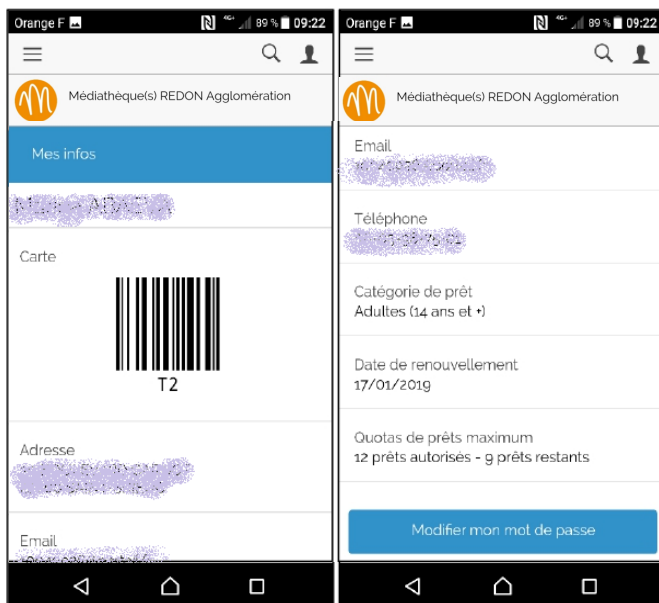 Orange F 4G+ 89 % 09:22
Médiathèque(s) REDON Agglomération
Mes infos
Carte
T2
Adresse
Email
Orange F 4G+ 89 % 09:22
Médiathèque(s) REDON Agglomération
Email
Téléphone
Catégorie de prêt
Adultes (14 ans et +)
Date de renouvellement
17/01/2019
Quotas de prêts maximum
12 prêts autorisés - 9 prêts restants
Modifier mon mot de passe